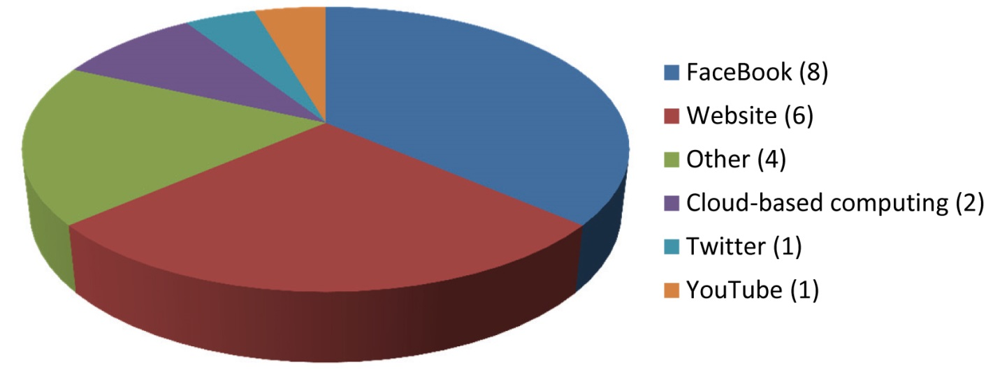 FaceBook (8)
Website (6)
Other (4)
Cloud-based computing (2)
Twitter (1)
YouTube (1)